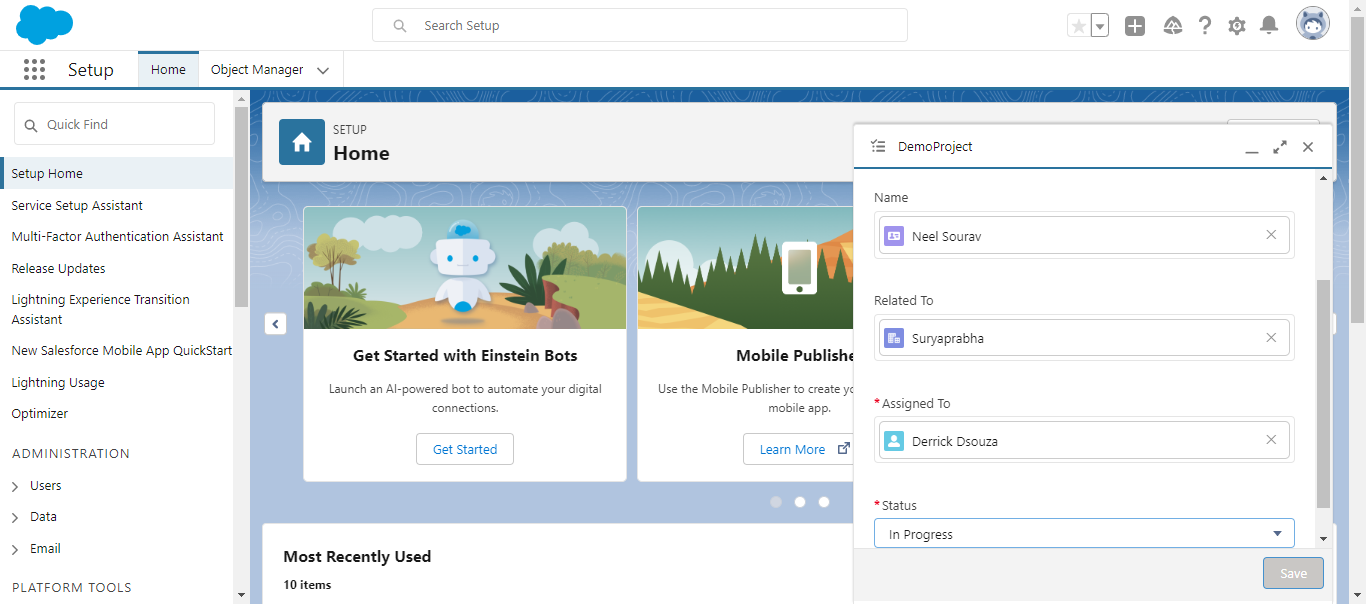 Search Setup
Setup
Home
Object Manager
Quick Find
Setup Home
Service Setup Assistant
Multi-Factor Authentication Assistant
Release Updates
Lightning Experience Transition
Assistant
New Salesforce Mobile App QuickStart
Lightning Usage
Optimizer
ADMINISTRATION
Users
Data
Email
PLATFORM TOOLS
SETUP
Home
Get Started with Einstein Bots
Launch an AI-powered bot to automate your digital
connections.
Get Started
Mobile Publishe
Use the Mobile Publisher to create yo
mobile app.
Learn More
Most Recently Used
10 items
DemoProject
Name
Neel Sourav
Related To
Suryaprabha
*Assigned To
Derrick Dsouza
*Status
In Progress
Save